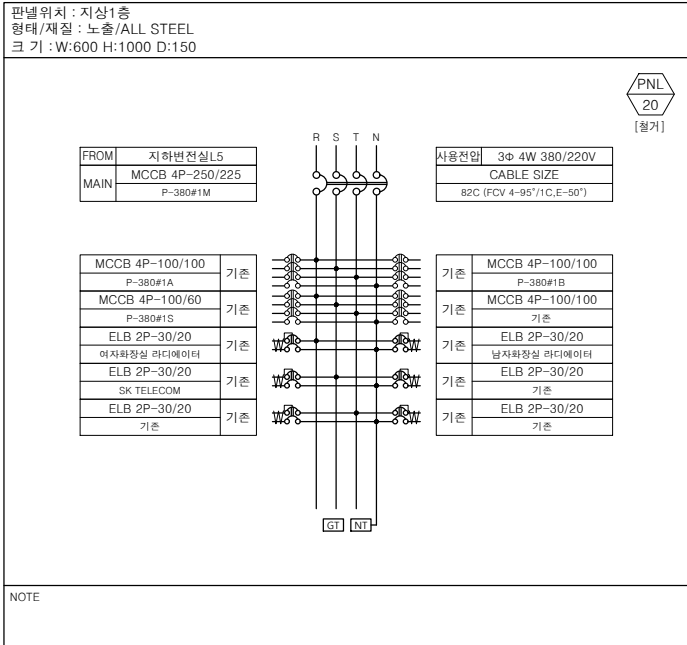 판넬위치 : 지상1층
형태/재질 : 노출/ALL STEEL
크 기 : W:600 H:1000 D:150
PNL
20
[철거]
R S T N
FROM 지하변전실L5
MAIN MCCB 4P-250/225
P-380#1M
사용전압 3Φ 4W 380/220V
CABLE SIZE
82C (FCV 4-95°/1C,E-50°)
MCCB 4P-100/100 기존
P-380#1A
MCCB 4P-100/60 기존
P-380#1S
ELB 2P-30/20 기존
여자화장실 라디에이터
ELB 2P-30/20 기존
SK TELECOM
ELB 2P-30/20 기존
기존
기존 MCCB 4P-100/100
P-380#1B
기존 MCCB 4P-100/100
기존
기존 ELB 2P-30/20
남자화장실 라디에이터
기존 ELB 2P-30/20
기존
기존 ELB 2P-30/20
기존
W W
W W
W W
GT NT
NOTE